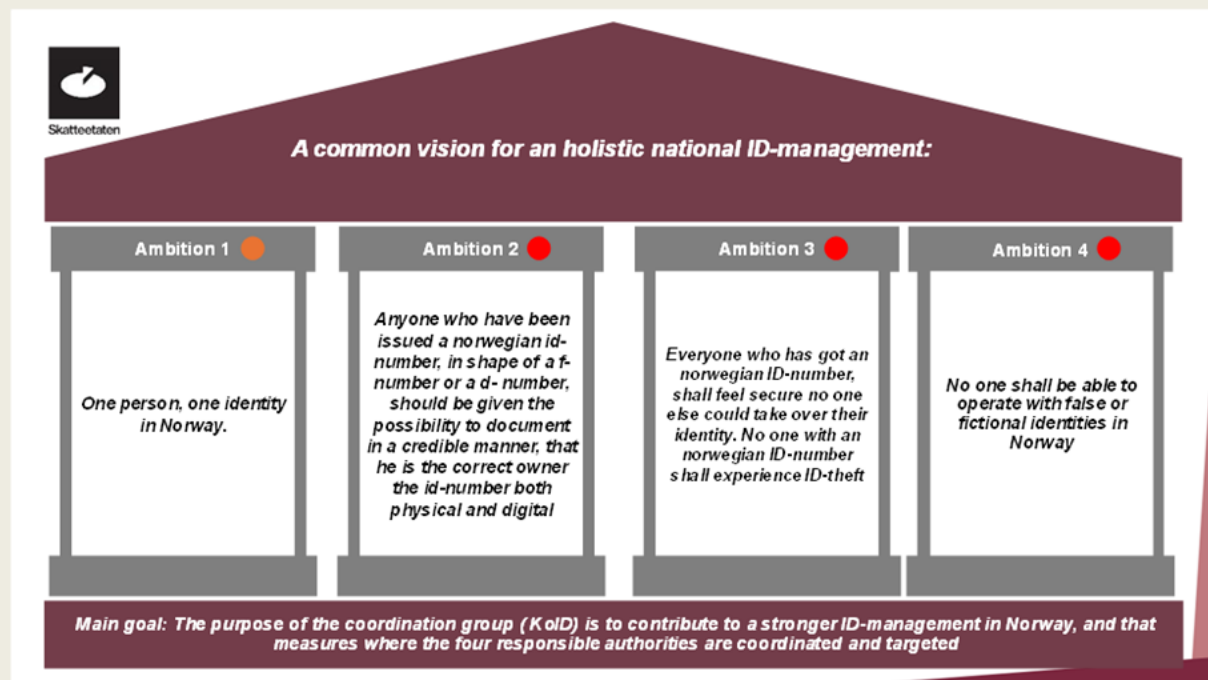 Skatteetaten
A common vision for an holistic national ID-management:
Ambition 1
One person, one identity
in Norway.
Ambition 2
Anyone who have been
issued a norwegian id-
number, in shape of a f-
number or a d- number,
should be given the
possibility to document
in a credible manner, that
he is the correct owner
the id-number both
physical and digital
Ambition 3
Everyone who has got an
norwegian ID-number,
shall feel secure no one
else could take over their
identity. No one with an
norwegian ID-number
shall experience ID-theft
Ambition 4
No one shall be able to
operate with false or
fictional identities in
Norway
Main goal: The purpose of the coordination group (KoID) is to contribute to a stronger ID-management in Norway, and that
measures where the four responsible authorities are coordinated and targeted